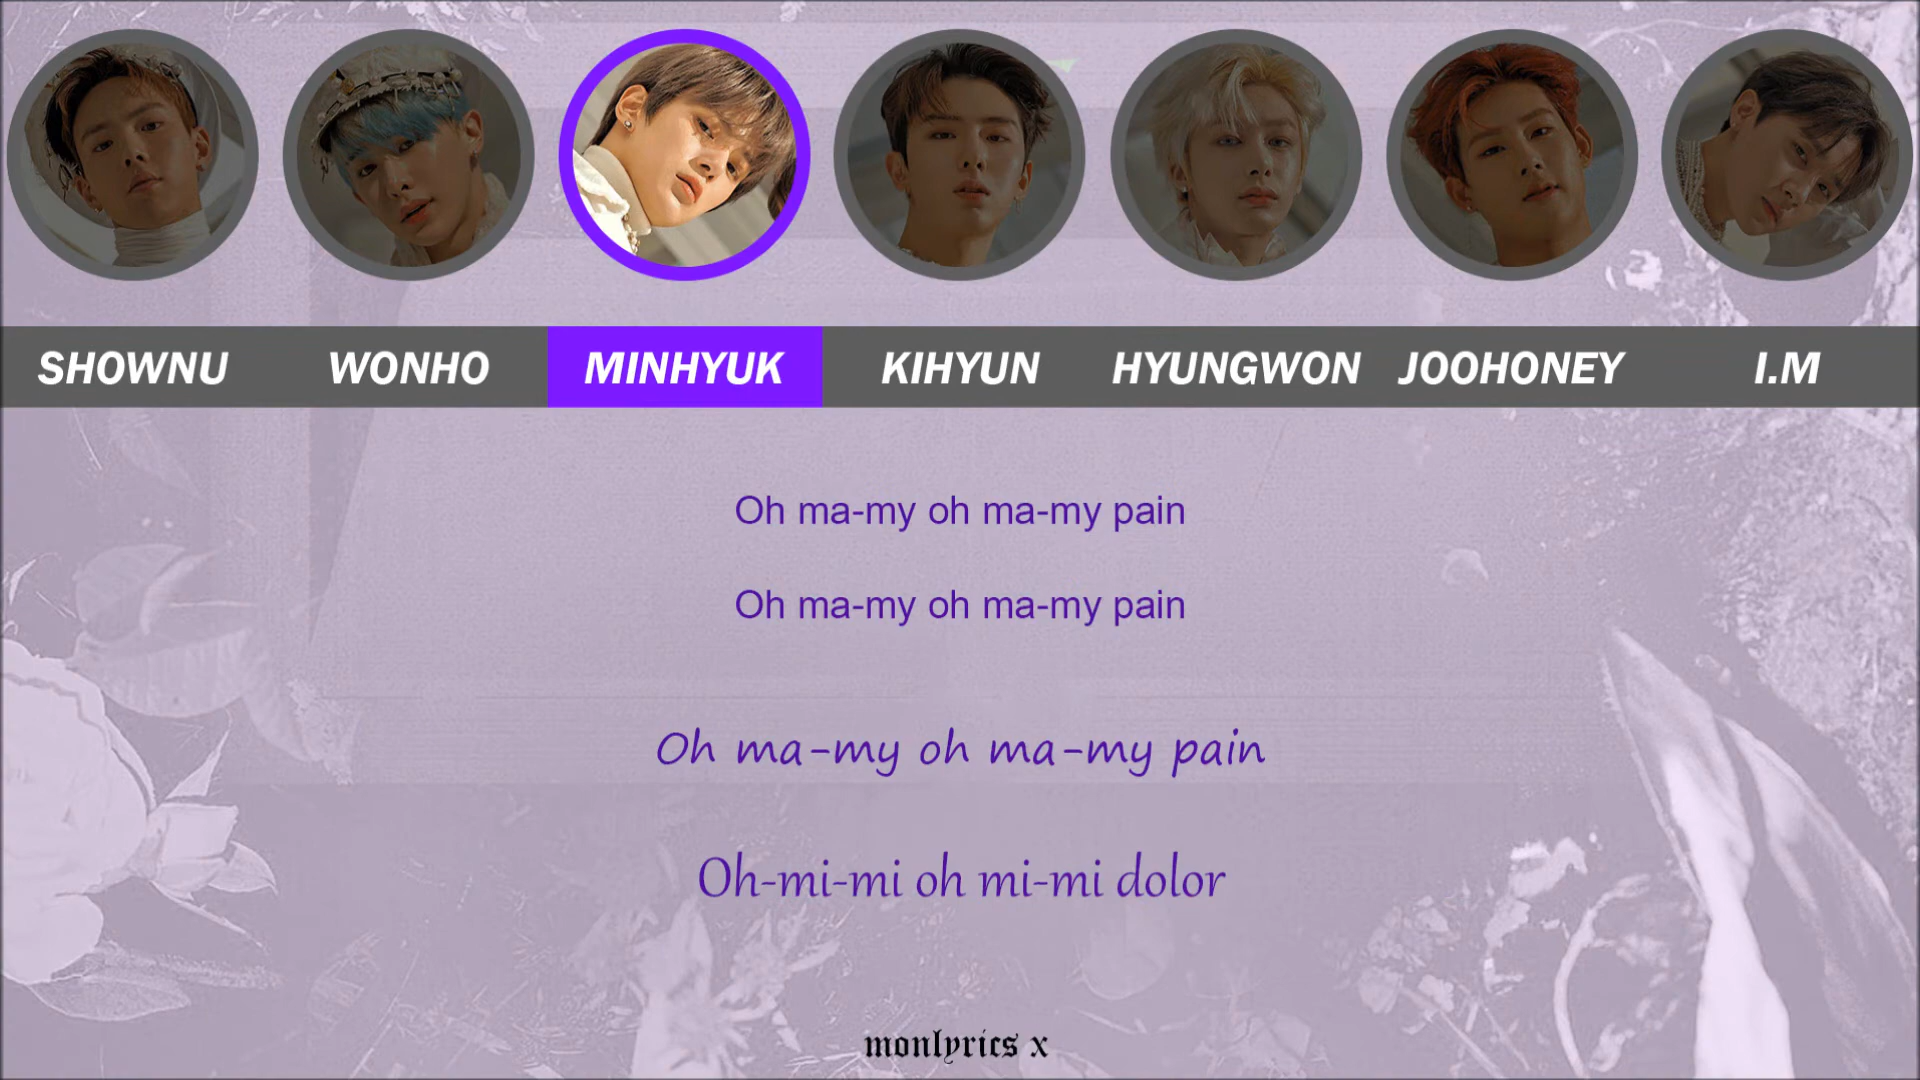 SHOWNU WONHO MINHYUK KIHYUN HYUNGWON JOOHONEY I.M
Oh ma-my oh ma-my pain
Oh ma-my oh ma-my pain
Oh ma-my oh ma-my pain
Oh-mi-mi oh mi-mi dolor
monlyrics x